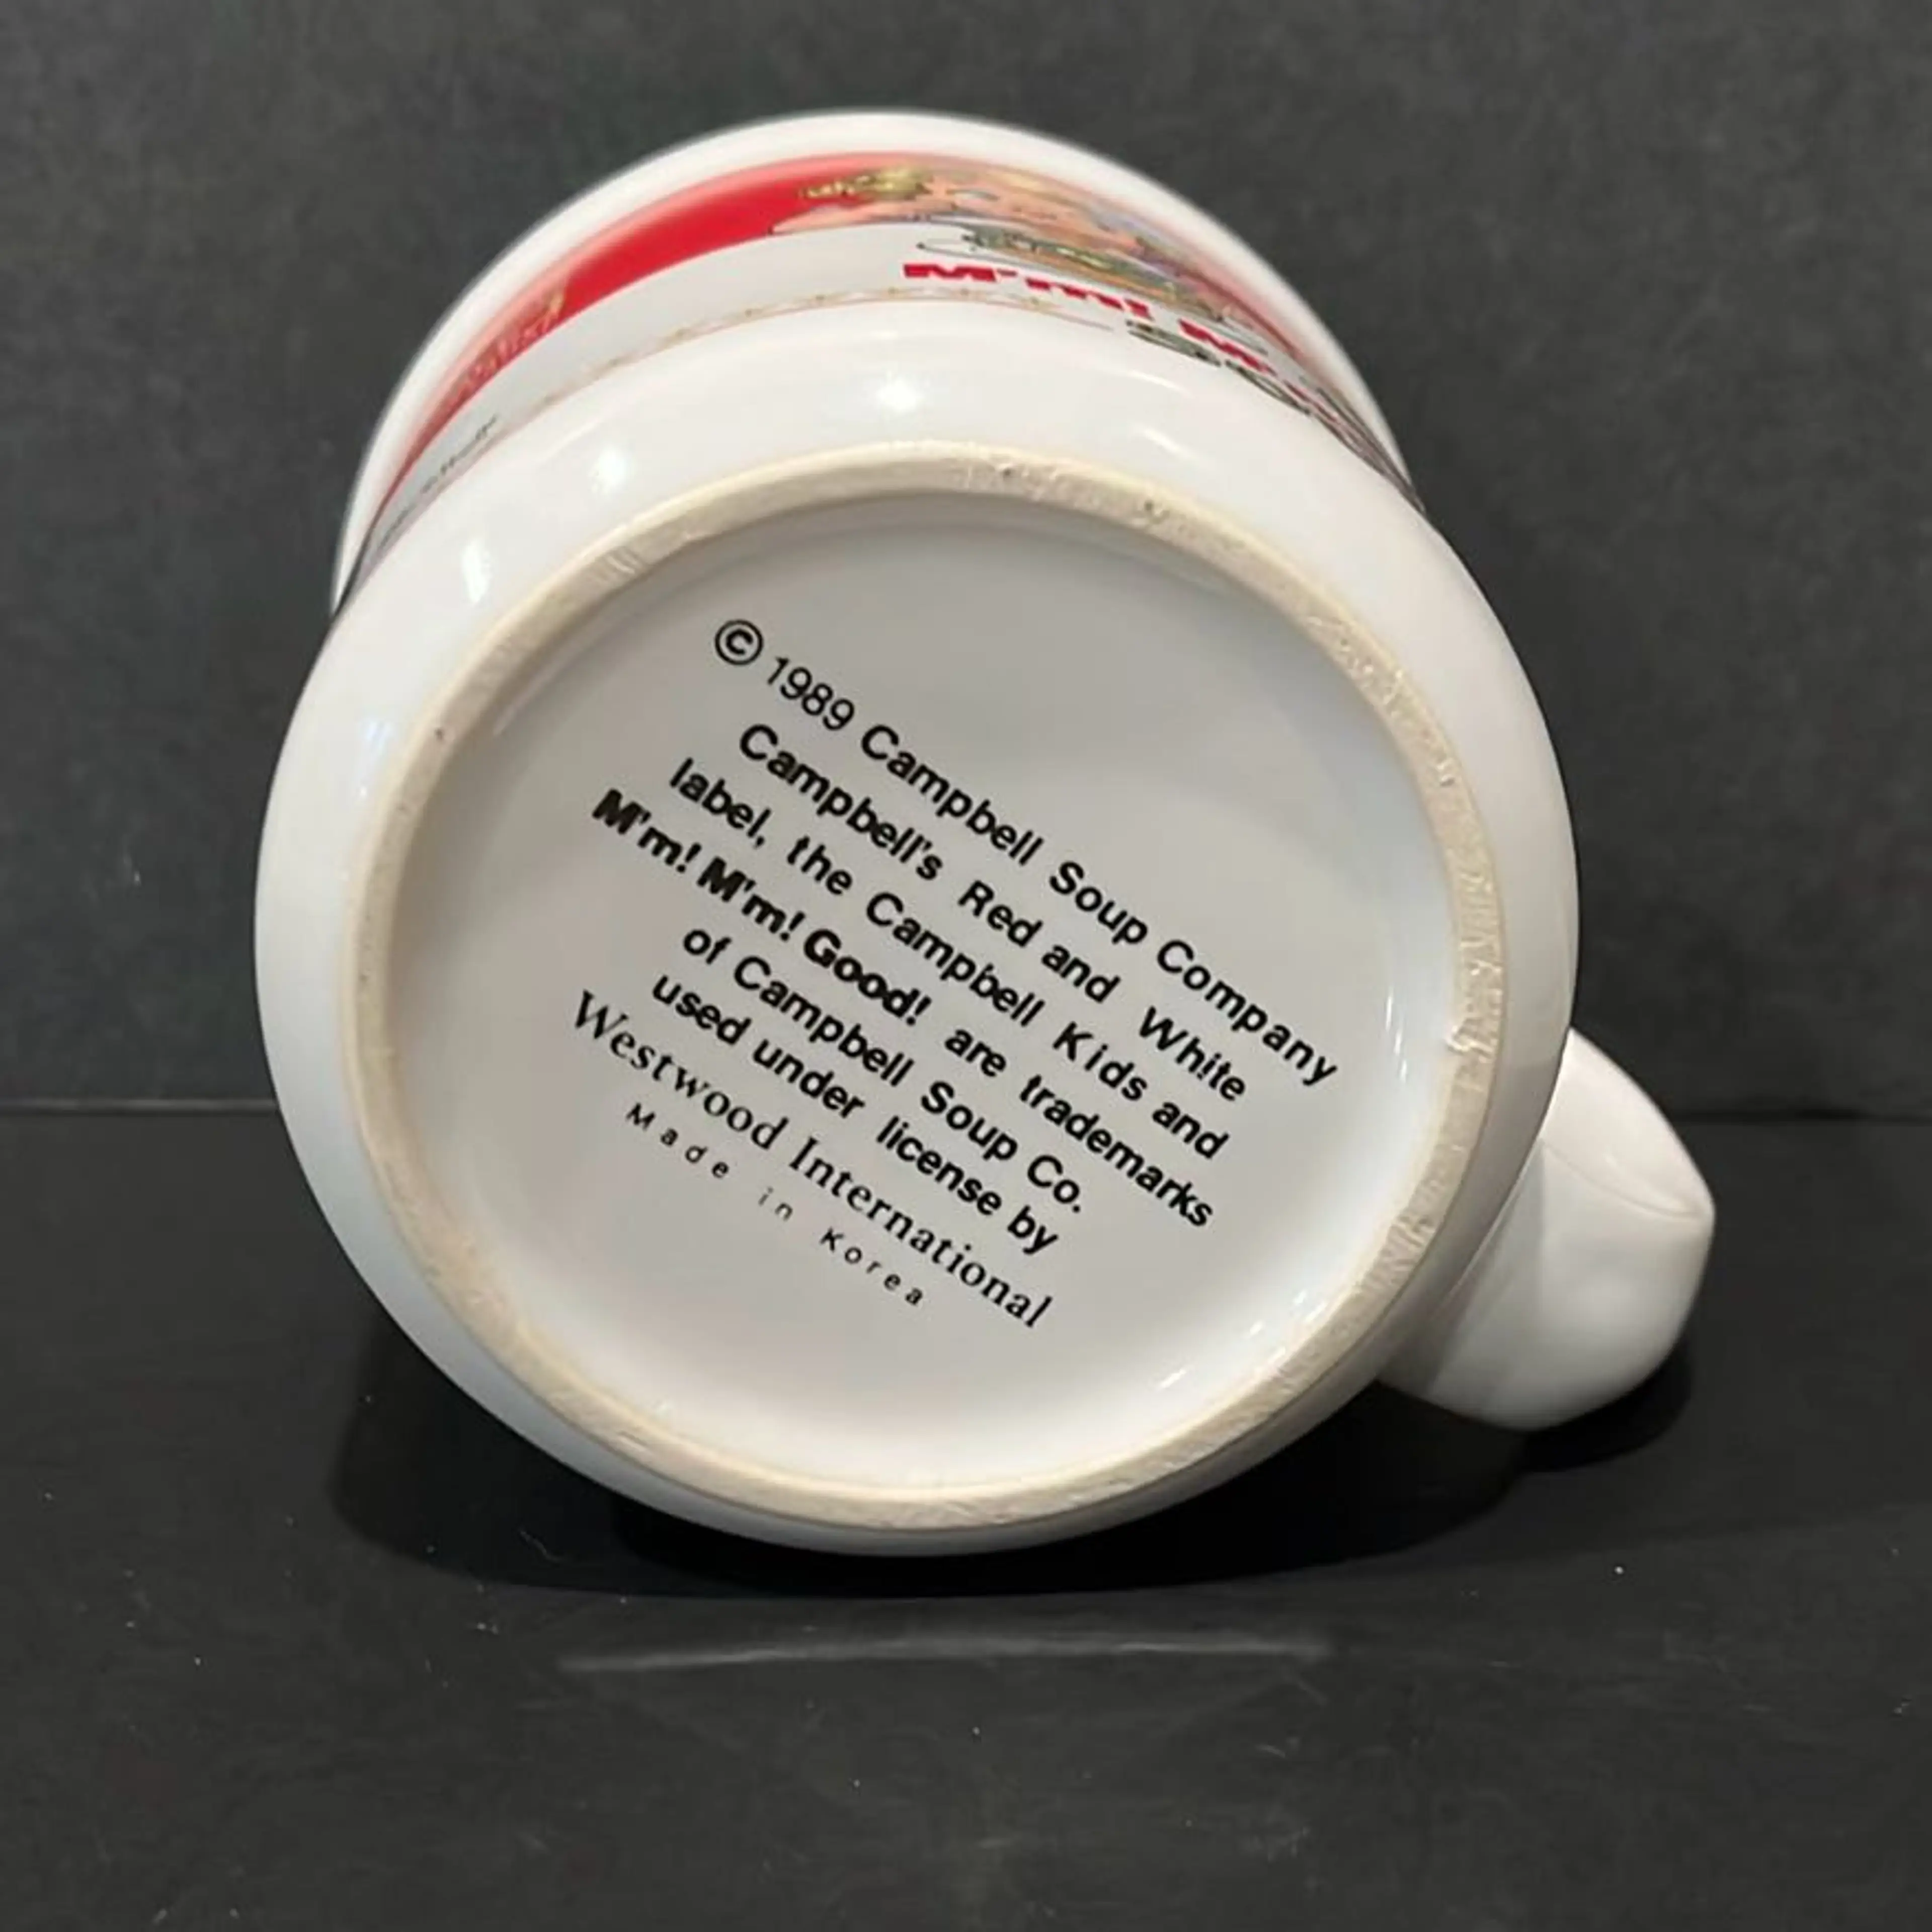 M'm! M'm!
© 1989 Campbell Soup Company
Campbell's Red and White
label, the Campbell Kids and
M'm! M'm! Good! are trademarks
of Campbell Soup Co.
used under license by
Westwood International
Made in Korea